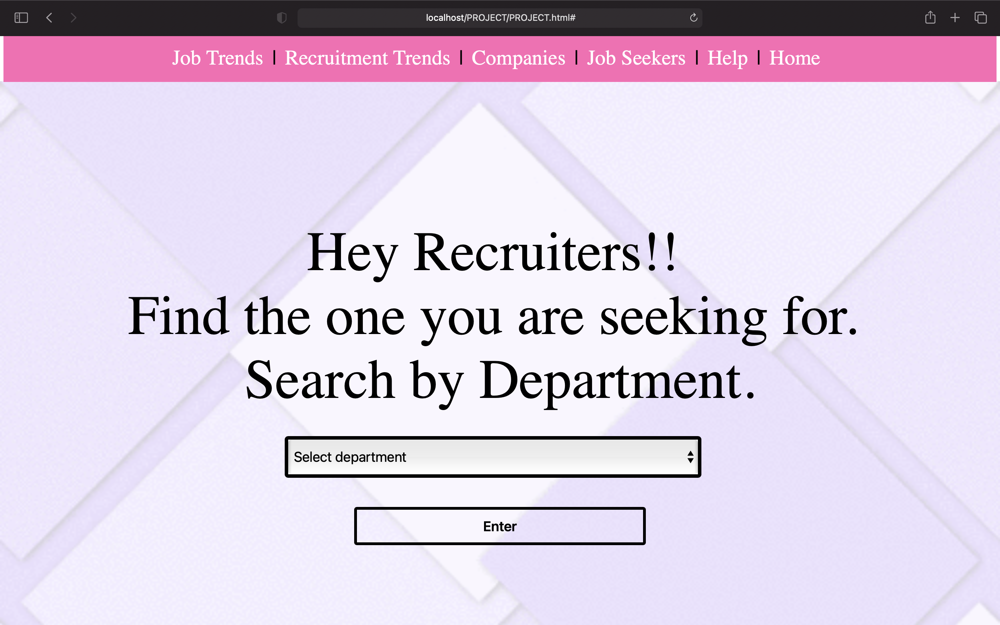 localhost/PROJECT/PROJECT.html#
Job Trends | Recruitment Trends | Companies | Job Seekers | Help | Home
Hey Recruiters!!
Find the one you are seeking for.
Search by Department.
Select department
Enter